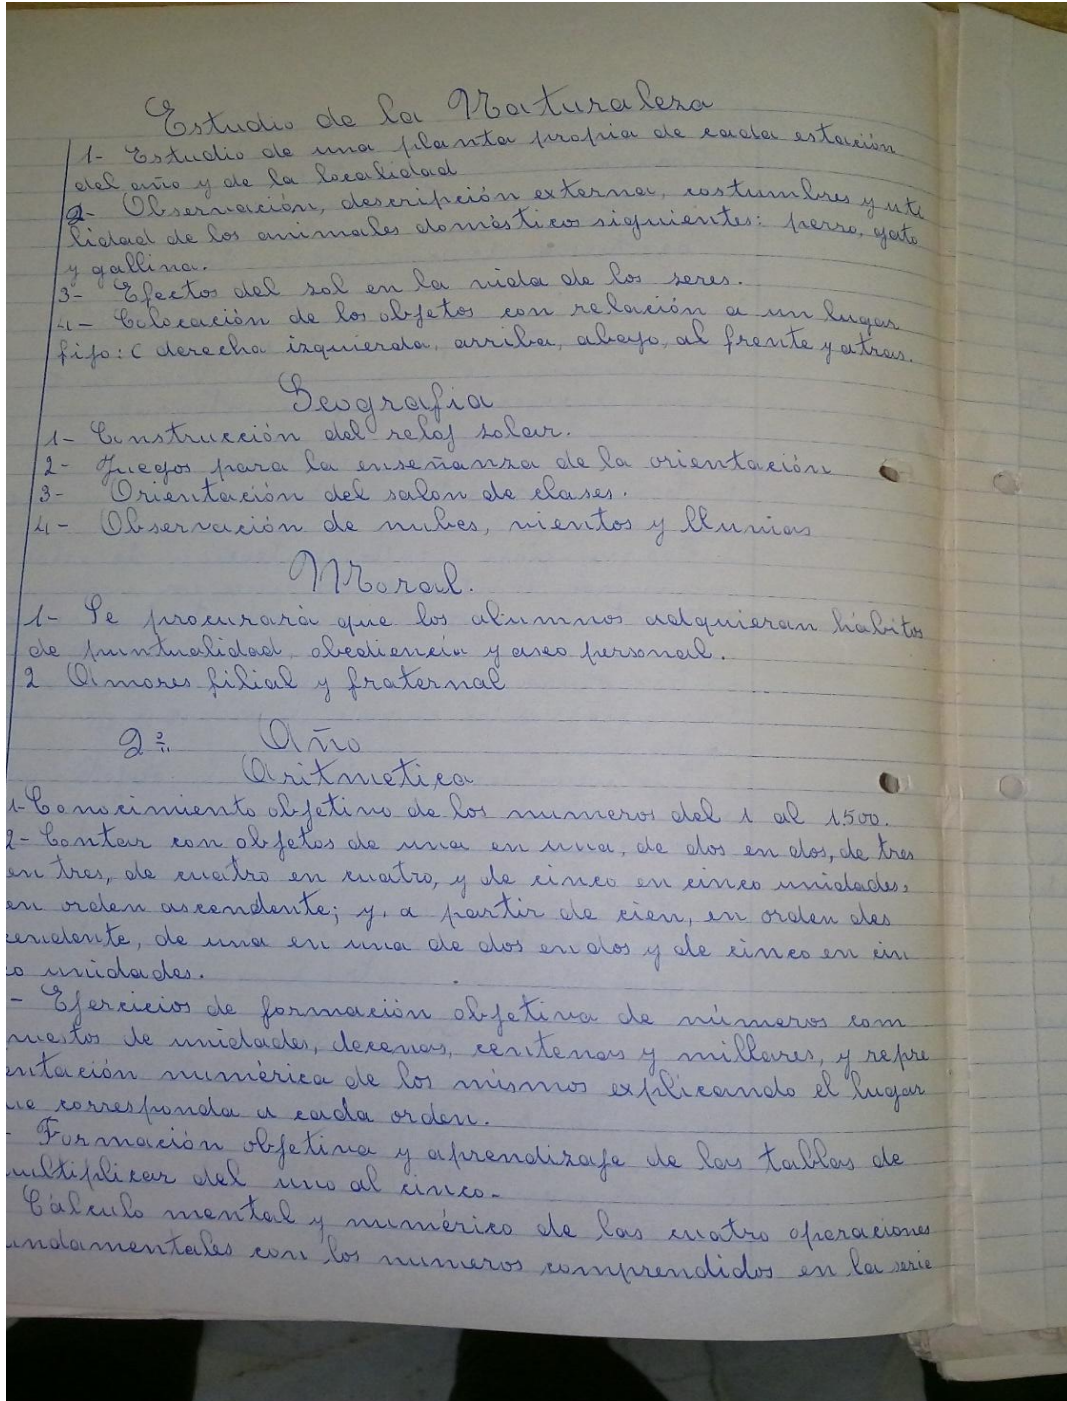 Estudio de la Naturaleza
1- Estudio de una planta propia de cada estación
del año y de la localidad
2- Observación, descripción externa, costumbres y uti
lidad de los animales domésticos siguientes: perro, gato
y gallina.
3- Efectos del sol en la vida de los seres.
4- Colocación de los objetos con relación a un lugar
fijo: ( derecha izquierda, arriba, abajo, al frente y atras.
Geografia
1- Construcción del reloj solar.
2- Juegos para la enseñanza de la orientación
3- Orientación del salon de clases.
4- Observación de nubes, vientos y lluvias
Moral.
1- Se procurará que los alumnos adquieran hábitos
de puntualidad, obediencia y aseo personal.
2 Amores filial y fraternal
2º Año
Aritmetica
1- Conocimiento objetivo de los numeros del 1 al 1500.
2- Contar con objetos de una en una, de dos en dos, de tres
en tres, de cuatro en cuatro, y de cinco en cinco unidades,
en orden ascendente; y, a partir de cien, en orden des
cendente, de una en una de dos en dos y de cinco en cin
co unidades.
- Ejercicios de formación objetiva de números com
puestos de unidades, decenas, centenas y millares, y repre
entación numérica de los mismos explicando el lugar
ue corresponda a cada orden.
- Formación objetiva y aprendizaje de las tablas de
ultiplicar del uno al cinco.
Cálculo mental y numérico de las cuatro operaciones
undamentales con los numeros comprendidos en la serie